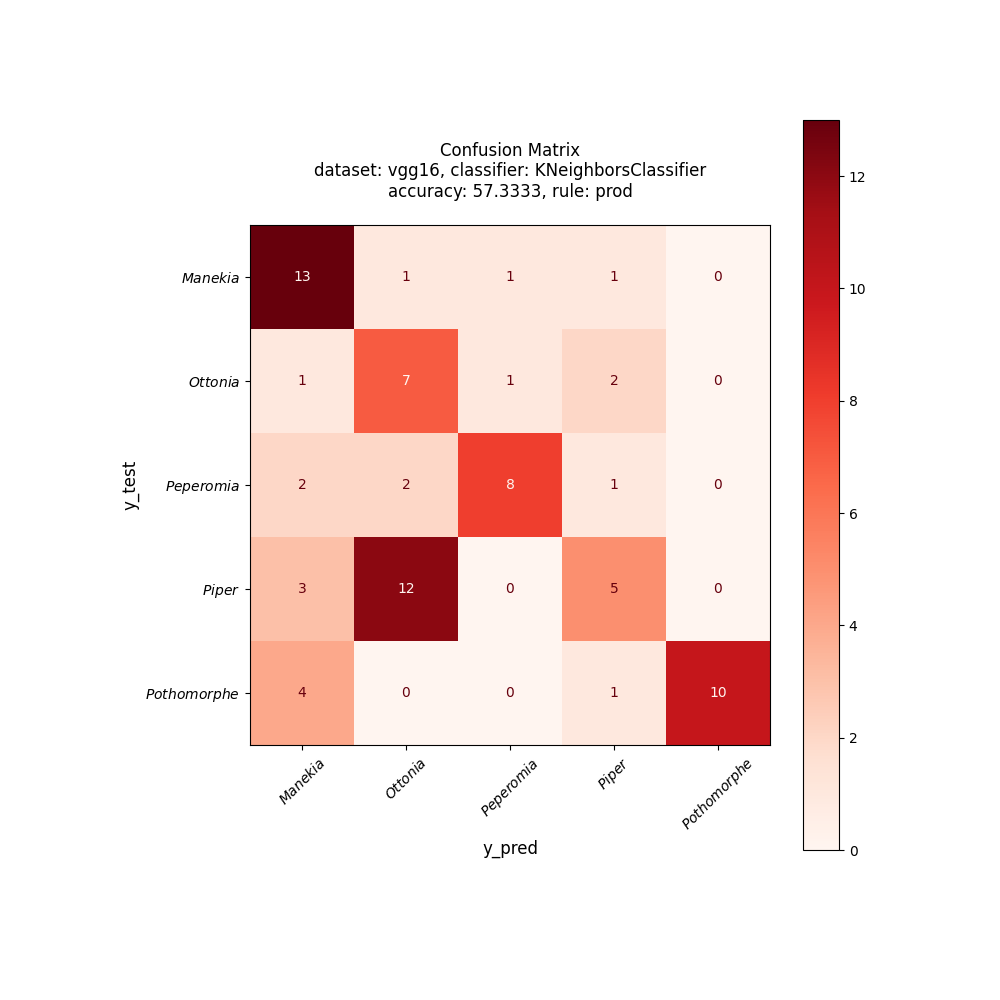 Confusion Matrix
dataset: vgg16, classifier: KNeighborsClassifier
accuracy: 57.3333, rule: prod
Manekia 13 1 1 1 0
Ottonia 1 7 1 2 0
Peperomia 2 2 8 1 0
Piper 3 12 0 5 0
Pothomorphe 4 0 0 1 10
y_test
Manekia Ottonia Peperomia Piper Pothomorphe
y_pred
12
10
8
6
4
2
0